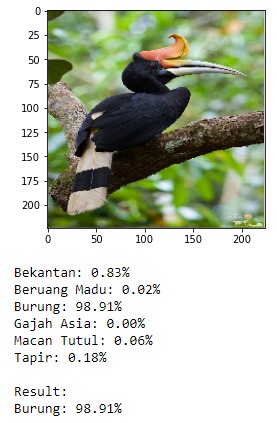 0
25
50
75
100
125
150
175
200
0 50 100 150 200
Bekantan: 0.83%
Beruang Madu: 0.02%
Burung: 98.91%
Gajah Asia: 0.00%
Macan Tutul: 0.06%
Tapir: 0.18%
Result:
Burung: 98.91%